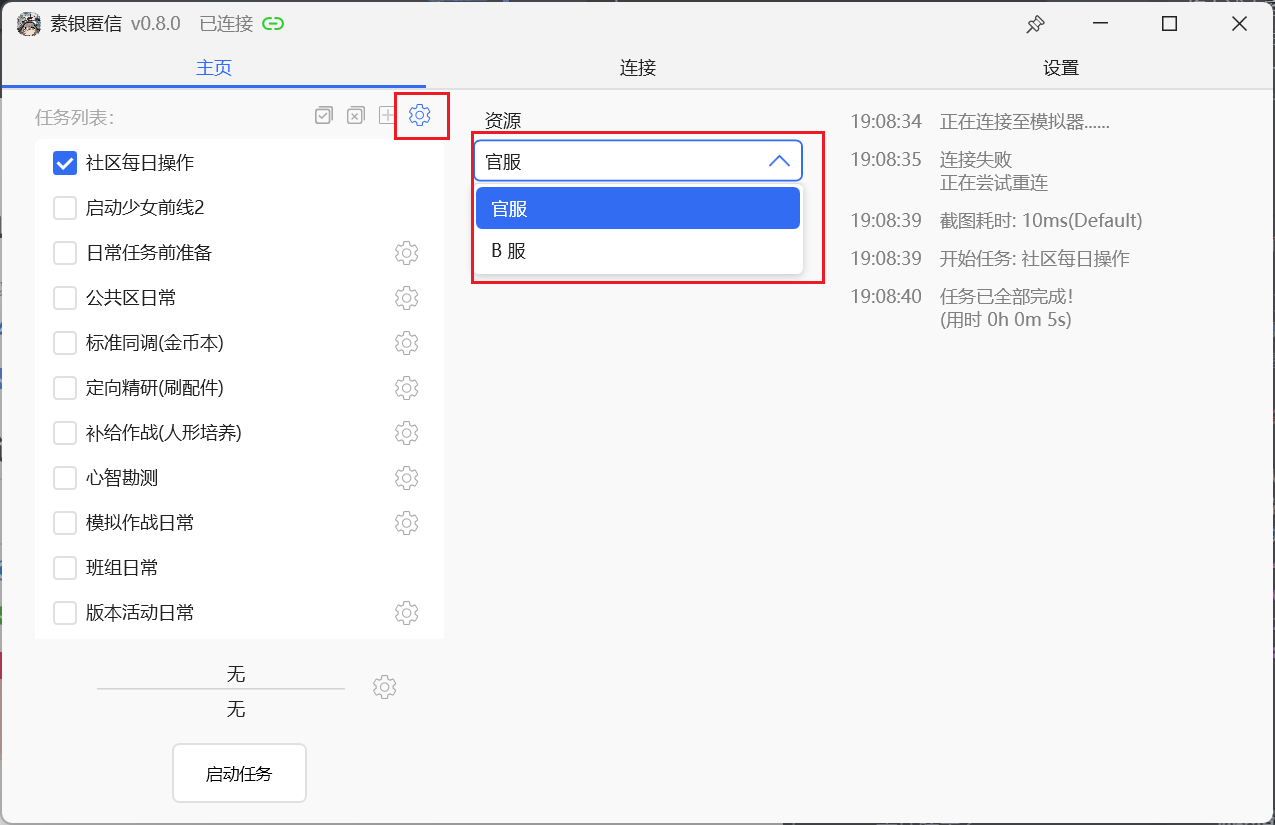 素银匿信 v0.8.0 已连接
主页 连接 设置
任务列表:
社区每日操作
启动少女前线2
日常任务前准备
公共区日常
标准同调(金币本)
定向精研(刷配件)
补给作战(人形培养)
心智勘测
模拟作战日常
班组日常
版本活动日常
无
无
启动任务
资源
官服
官服
B 服
19:08:34 正在连接至模拟器......
19:08:35 连接失败
正在尝试重连
19:08:39 截图耗时: 10ms(Default)
19:08:39 开始任务: 社区每日操作
19:08:40 任务已全部完成!
(用时 0h 0m 5s)